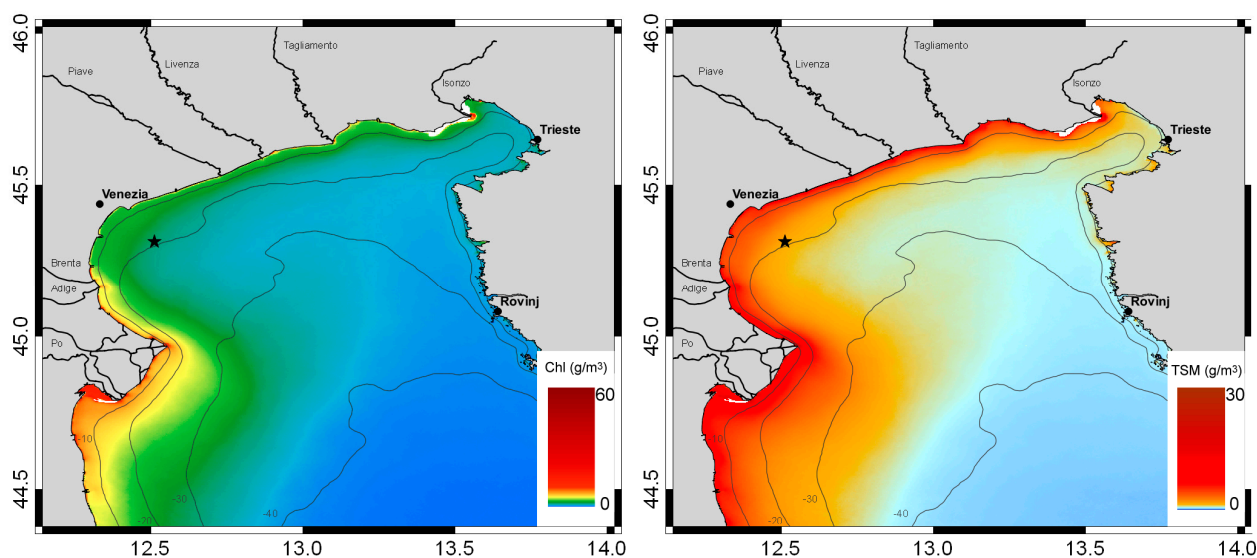 46.0
45.5
45.0
44.5
12.5
13.0
13.5
14.0
Piave
Livenza
Tagliamento
Isonzo
Trieste
Venezia
Brenta
Adige
Po
Rovinj
-10
-20
-30
-40
Chl (g/m³)
60
0
46.0
45.5
45.0
44.5
12.5
13.0
13.5
14.0
Piave
Livenza
Tagliamento
Isonzo
Trieste
Venezia
Brenta
Adige
Po
Rovinj
-10
-20
-30
-40
TSM (g/m³)
30
0